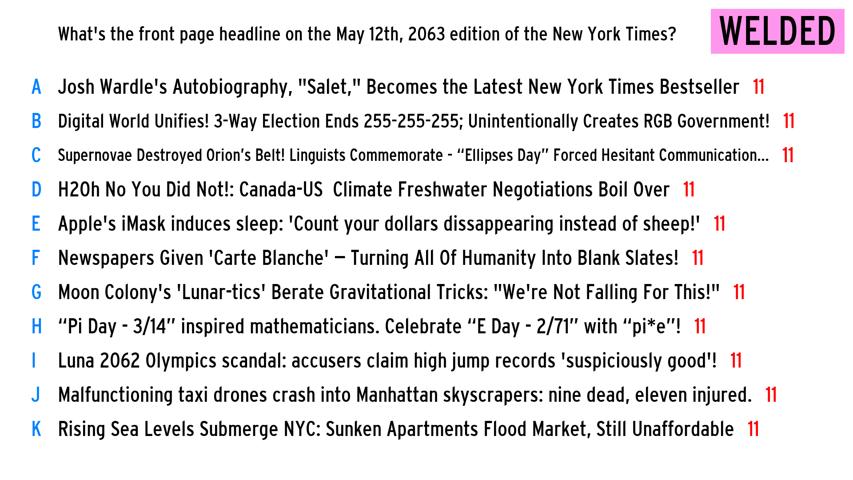 What's the front page headline on the May 12th, 2063 edition of the New York Times?
WELDED
A Josh Wardle's Autobiography, "Salet," Becomes the Latest New York Times Bestseller 11
B Digital World Unifies! 3-Way Election Ends 255-255-255; Unintentionally Creates RGB Government! 11
C Supernovae Destroyed Orion's Belt! Linguists Commemorate - “Ellipses Day” Forced Hesitant Communication... 11
D H20h No You Did Not!: Canada-US Climate Freshwater Negotiations Boil Over 11
E Apple's iMask induces sleep: 'Count your dollars dissappearing instead of sheep!' 11
F Newspapers Given 'Carte Blanche' – Turning All Of Humanity Into Blank Slates! 11
G Moon Colony's 'Lunar-tics' Berate Gravitational Tricks: "We're Not Falling For This!" 11
H “Pi Day - 3/14” inspired mathematicians. Celebrate “E Day - 2/71” with “pi*e”! 11
I Luna 2062 Olympics scandal: accusers claim high jump records 'suspiciously good'! 11
J Malfunctioning taxi drones crash into Manhattan skyscrapers: nine dead, eleven injured. 11
K Rising Sea Levels Submerge NYC: Sunken Apartments Flood Market, Still Unaffordable 11